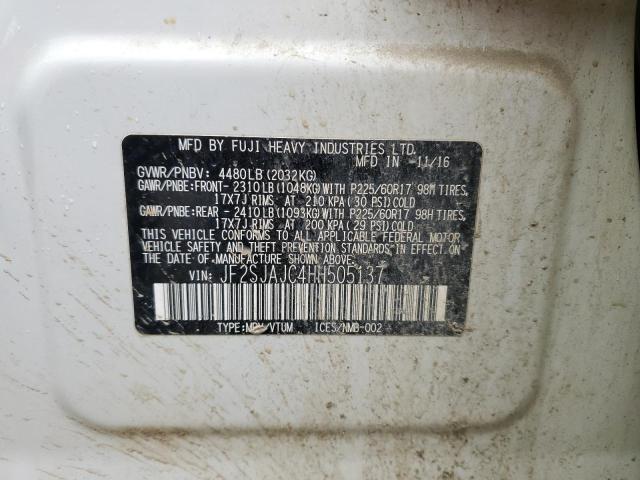 MFD BY FUJI HEAVY INDUSTRIES LTD.
MFD IN 11/16
GVWR/PNBV: 4480LB(2032KG)
GAWR/PNBE:FRONT- 2310LB(1048KG)WITH P225/60R17 98H TIRES,
17X7J RIMS AT 210 KPA(30 PSI)COLD
GAWR/PNBE:REAR - 2410LB(1093KG)WITH P225/60R17 98H TIRES,
17X7J RIMS AT 200 KPA(29 PSI)COLD
THIS VEHICLE CONFORMS TO ALL APPLICABLE FEDERAL MOTOR
VEHICLE SAFETY AND THEFT PREVENTION STANDARDS IN EFFECT ON
THE DATE OF MANUFACTURE SHOWN ABOVE.
VIN: JF2SJAJC4HH505137
TYPE:MPV/VTUM ICES/NMB-002